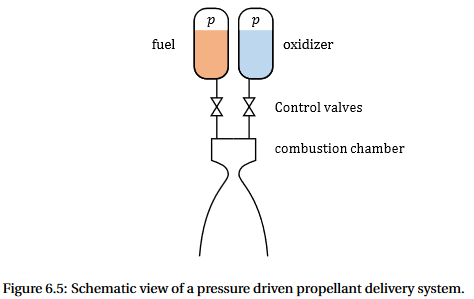 p p
fuel oxidizer
Control valves
combustion chamber
Figure 6.5: Schematic view of a pressure driven propellant delivery system.